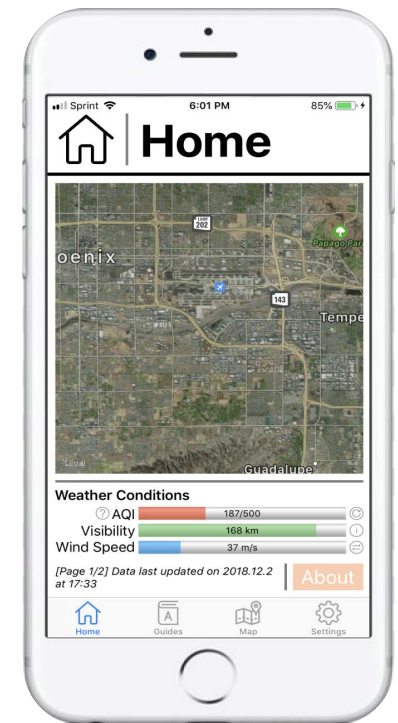 Sprint 6:01 PM 85%
Home
LOOP
202
Papago Par
oenix
143
Tempe
Legal
Guadalupe
Weather Conditions
? AQI 187/500
Visibility 168 km i
Wind Speed 37 m/s
[Page 1/2] Data last updated on 2018.12.2
at 17:33
About
A
Home Guides Map Settings